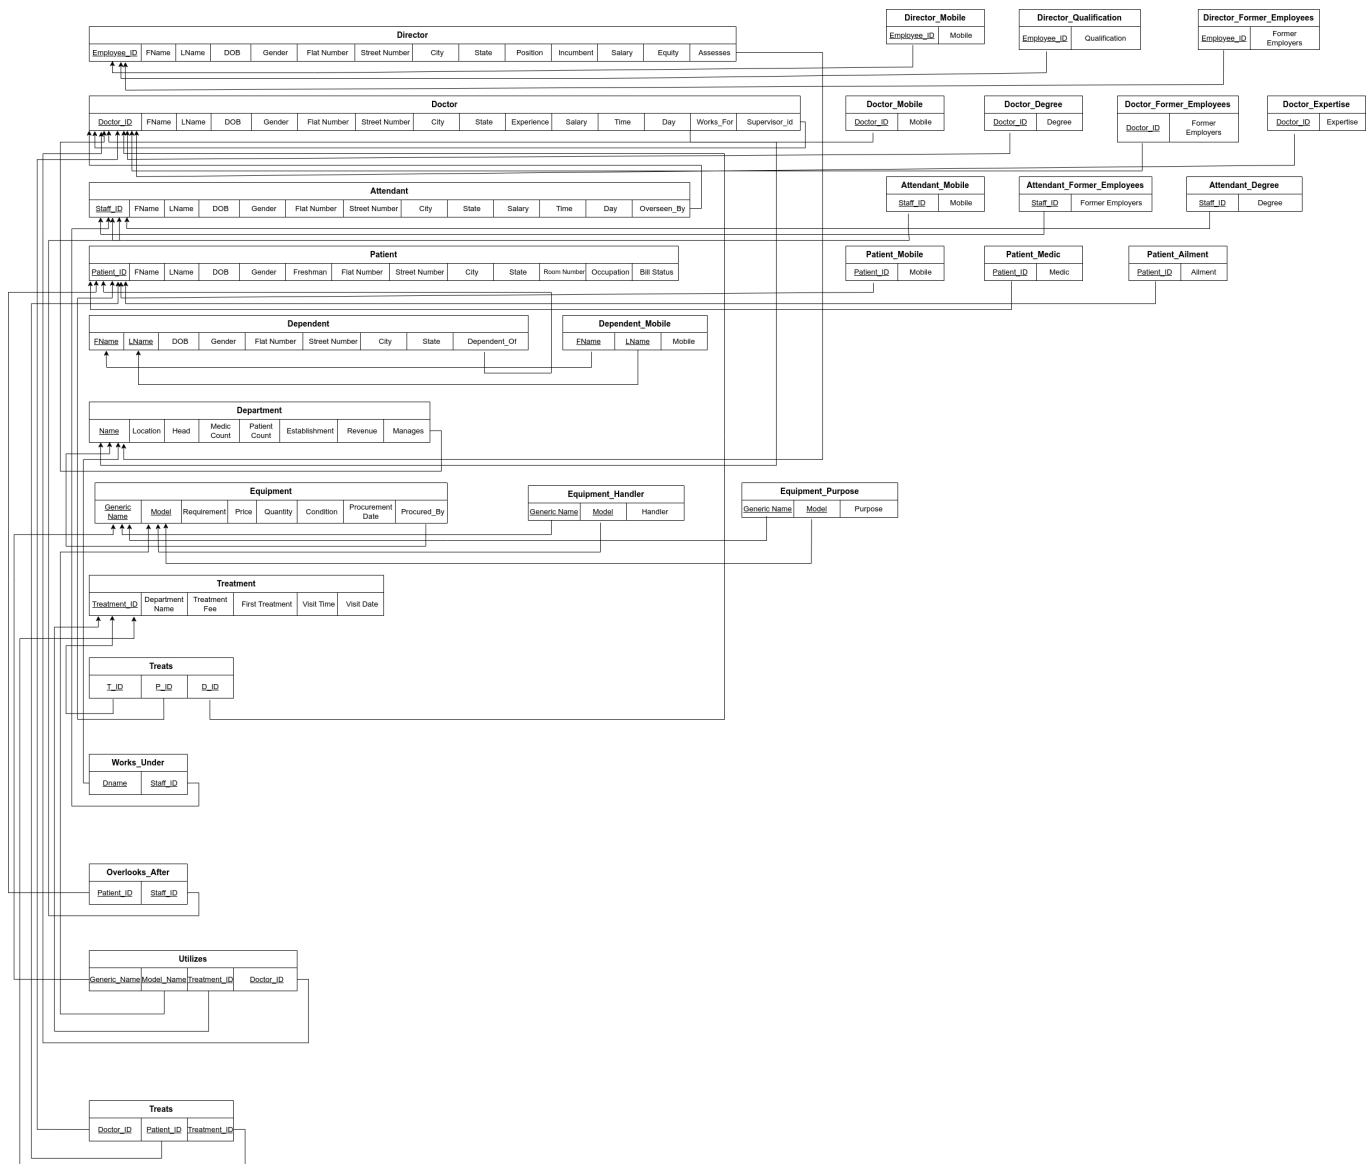 Director_Mobile
Employee_ID Mobile
Director_Qualification
Employee_ID Qualification
Director_Former_Employees
Employee_ID Former
Employers
Director
Employee_ID FName LName DOB Gender Flat Number Street Number City State Position Incumbent Salary Equity Assesses
Doctor
Doctor_ID FName LName DOB Gender Flat Number Street Number City State Experience Salary Time Day Works_For Supervisor_id
Doctor_Mobile
Doctor_ID Mobile
Doctor_Degree
Doctor_ID Degree
Doctor_Former_Employees
Doctor_ID Former
Employers
Doctor_Expertise
Doctor_ID Expertise
Attendant
Staff_ID FName LName DOB Gender Flat Number Street Number City State Salary Time Day Overseen_By
Attendant_Mobile
Staff_ID Mobile
Attendant_Former_Employees
Staff_ID Former Employers
Attendant_Degree
Staff_ID Degree
Patient
Patient_ID FName LName DOB Gender Freshman Flat Number Street Number City State Room Number Occupation Bill Status
Patient_Mobile
Patient_ID Mobile
Patient_Medic
Patient_ID Medic
Patient_Ailment
Patient_ID Ailment
Dependent
FName LName DOB Gender Flat Number Street Number City State Dependent_Of
Dependent_Mobile
FName LName Mobile
Department
Name Location Head Medic
Count Patient
Count Establishment Revenue Manages
Equipment
Generic
Name Model Requirement Price Quantity Condition Procurement
Date Procured_By
Equipment_Handler
Generic Name Model Handler
Equipment_Purpose
Generic Name Model Purpose
Treatment
Treatment_ID Department
Name Treatment
Fee First Treatment Visit Time Visit Date
Treats
T_ID P_ID D_ID
Works_Under
Dname Staff_ID
Overlooks_After
Patient_ID Staff_ID
Utilizes
Generic_Name Model_Name Treatment_ID Doctor_ID
Treats
Doctor_ID Patient_ID Treatment_ID